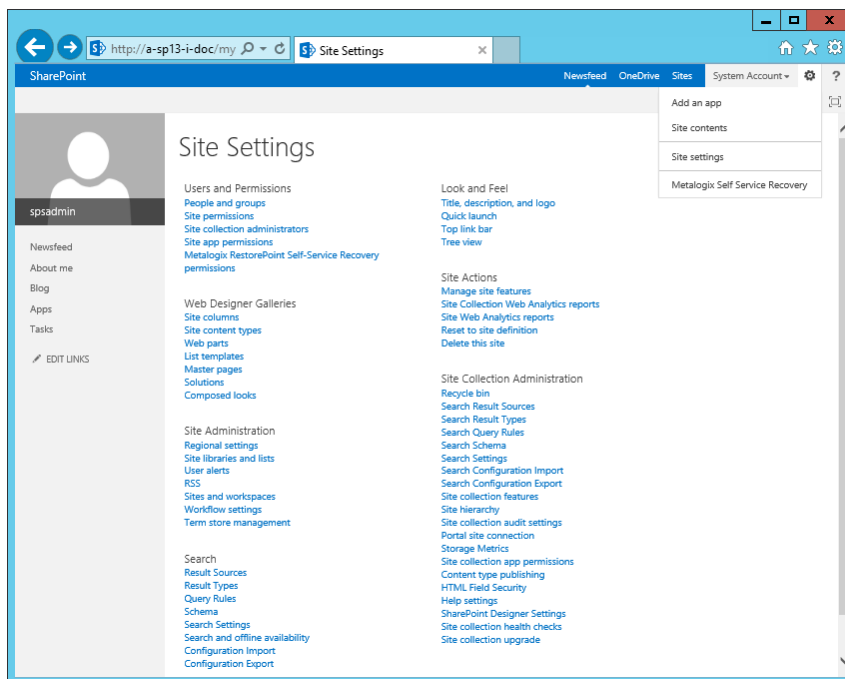 http://a-sp13-i-doc/my
Site Settings
SharePoint
Newsfeed OneDrive Sites System Account ?
Add an app
Site contents
Site settings
Metalogix Self Service Recovery
spsadmin
Newsfeed
About me
Blog
Apps
Tasks
EDIT LINKS
Site Settings
Users and Permissions
People and groups
Site permissions
Site collection administrators
Site app permissions
Metalogix RestorePoint Self-Service Recovery
permissions
Web Designer Galleries
Site columns
Site content types
Web parts
List templates
Master pages
Solutions
Composed looks
Site Administration
Regional settings
Site libraries and lists
User alerts
RSS
Sites and workspaces
Workflow settings
Term store management
Search
Result Sources
Result Types
Query Rules
Schema
Search Settings
Search and offline availability
Configuration Import
Configuration Export
Look and Feel
Title, description, and logo
Quick launch
Top link bar
Tree view
Site Actions
Manage site features
Site Collection Web Analytics reports
Site Web Analytics reports
Reset to site definition
Delete this site
Site Collection Administration
Recycle bin
Search Result Sources
Search Result Types
Search Query Rules
Search Schema
Search Settings
Search Configuration Import
Search Configuration Export
Site collection features
Site hierarchy
Site collection audit settings
Portal site connection
Storage Metrics
Site collection app permissions
Content type publishing
HTML Field Security
Help settings
SharePoint Designer Settings
Site collection health checks
Site collection upgrade